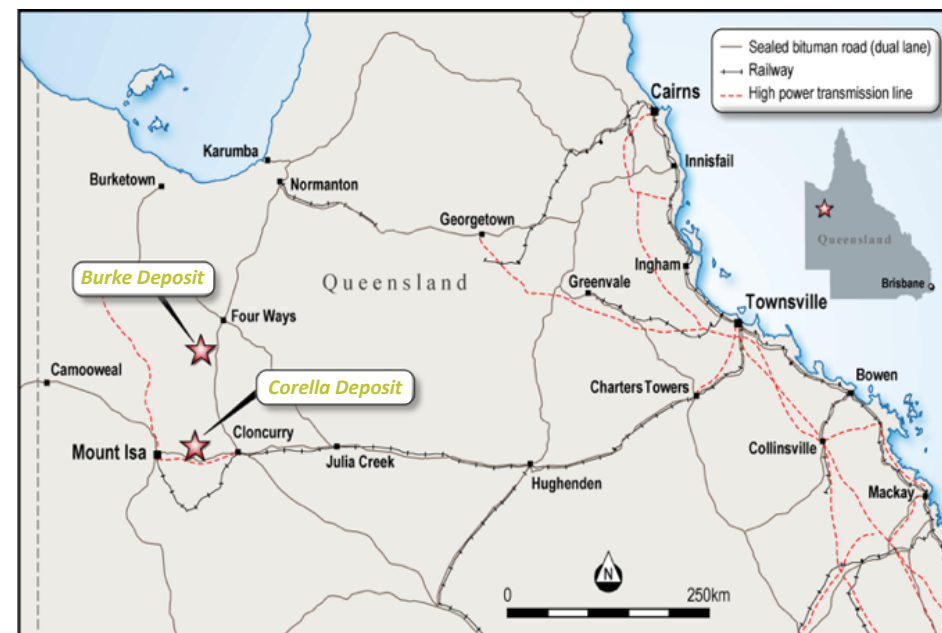 Sealed bituman road (dual lane)
Railway
High power transmission line
Cairns
Karumba
Innisfail
Burketown
Normanton
Georgetown
Queensland
Brisbane
Burke Deposit
Queensland
Ingham
Greenvale
Townsville
Four Ways
Camooweal
Corella Deposit
Charters Towers
Bowen
Mount Isa
Cloncurry
Julia Creek
Collinsville
Hughenden
Mackay
N
0 250km